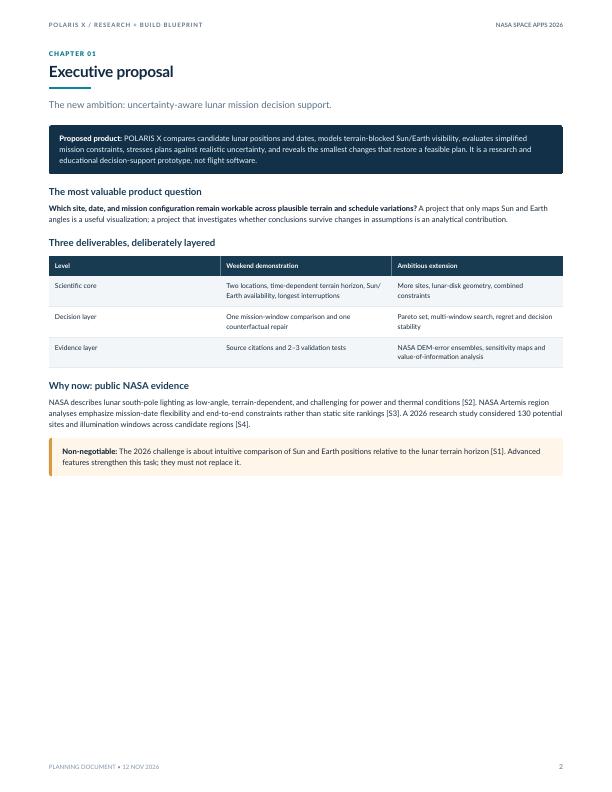 POLARIS X / RESEARCH + BUILD BLUEPRINT
NASA SPACE APPS 2026
CHAPTER 01
Executive proposal
The new ambition: uncertainty-aware lunar mission decision support.
Proposed product: POLARIS X compares candidate lunar positions and dates, models terrain-blocked Sun/Earth visibility, evaluates simplified
mission constraints, stresses plans against realistic uncertainty, and reveals the smallest changes that restore a feasible plan. It is a research and
educational decision-support prototype, not flight software.
The most valuable product question
Which site, date, and mission configuration remain workable across plausible terrain and schedule variations? A project that only maps Sun and Earth
angles is a useful visualization; a project that investigates whether conclusions survive changes in assumptions is an analytical contribution.
Three deliverables, deliberately layered
Level
Weekend demonstration
Ambitious extension
Scientific core
Two locations, time-dependent terrain horizon, Sun/
Earth availability, longest interruptions
More sites, lunar-disk geometry, combined
constraints
Decision layer
One mission-window comparison and one
counterfactual repair
Pareto set, multi-window search, regret and decision
stability
Evidence layer
Source citations and 2–3 validation tests
NASA DEM-error ensembles, sensitivity maps and
value-of-information analysis
Why now: public NASA evidence
NASA describes lunar south-pole lighting as low-angle, terrain-dependent, and challenging for power and thermal conditions [S2]. NASA Artemis region
analyses emphasize mission-date flexibility and end-to-end constraints rather than static site rankings [S3]. A 2026 research study considered 130 potential
sites and illumination windows across candidate regions [S4].
Non-negotiable: The 2026 challenge is about intuitive comparison of Sun and Earth positions relative to the lunar terrain horizon [S1]. Advanced
features strengthen this task; they must not replace it.
PLANNING DOCUMENT • 12 NOV 2026
2